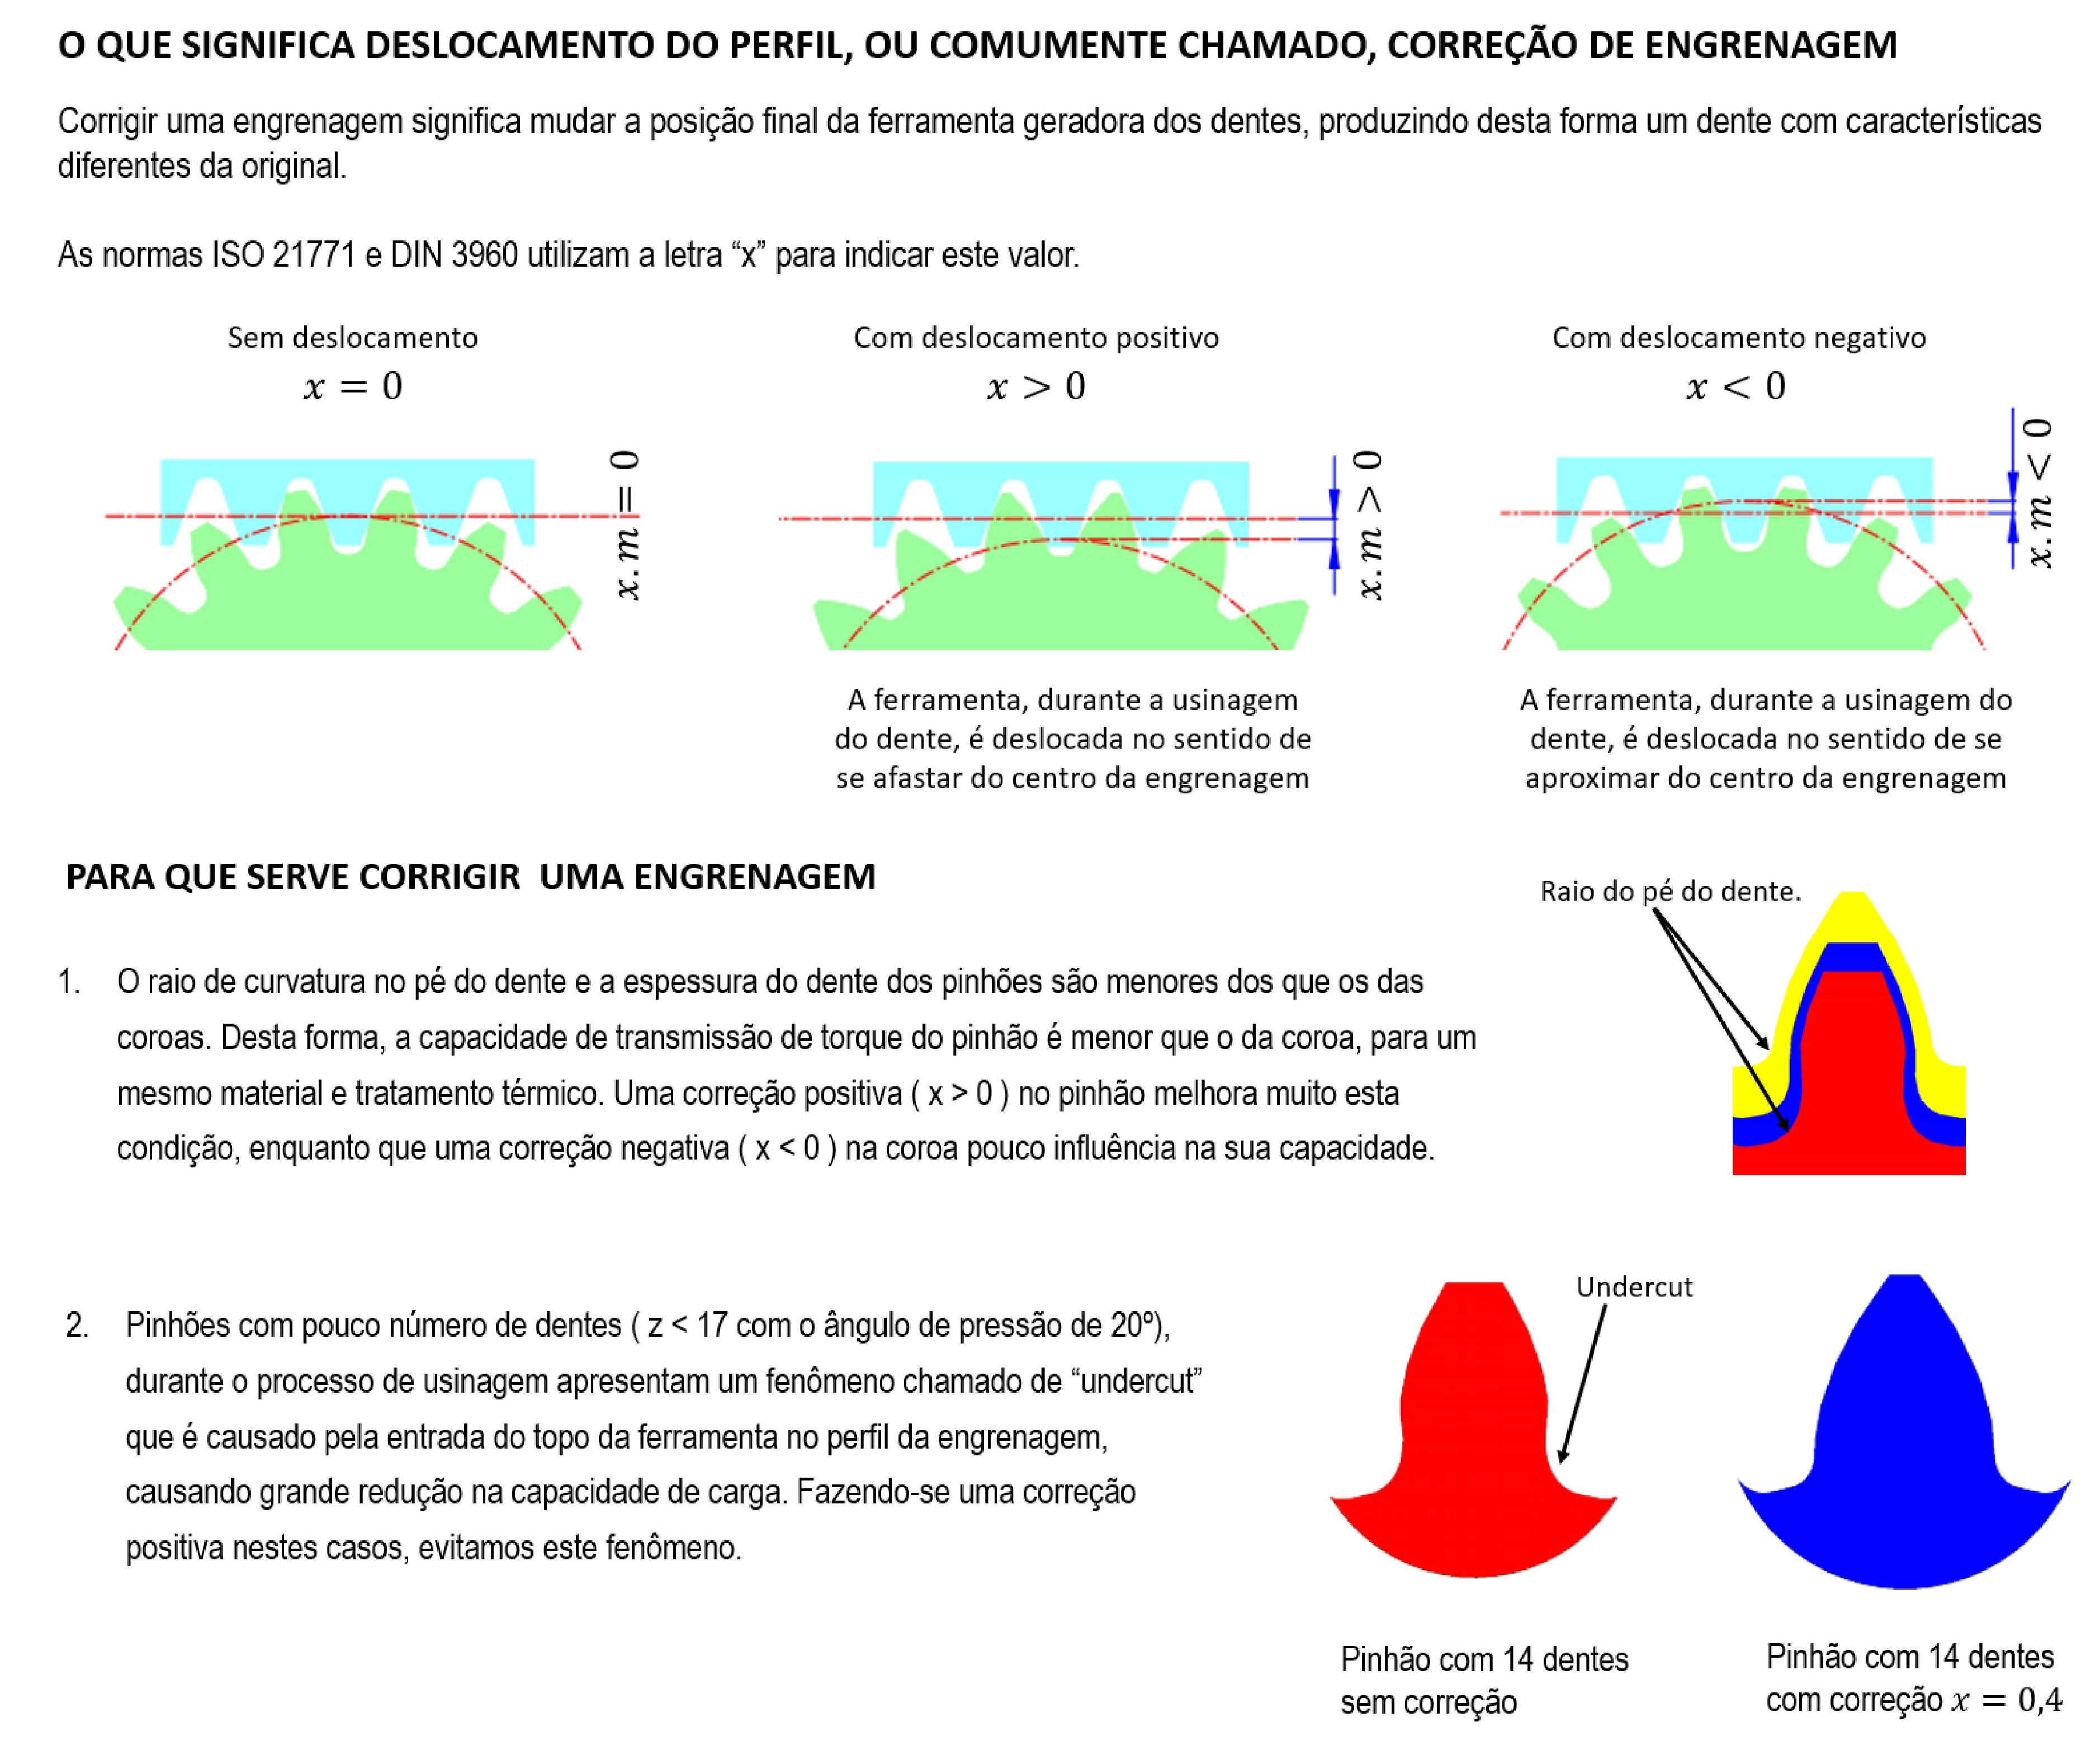 O QUE SIGNIFICA DESLOCAMENTO DO PERFIL, OU COMUMENTE CHAMADO, CORREÇÃO DE ENGRENAGEM
Corrigir uma engrenagem significa mudar a posição final da ferramenta geradora dos dentes, produzindo desta forma um dente com características
diferentes da original.
As normas ISO 21771 e DIN 3960 utilizam a letra “x” para indicar este valor.
Sem deslocamento
x = 0
x.m = 0
Com deslocamento positivo
x > 0
x.m > 0
A ferramenta, durante a usinagem
do dente, é deslocada no sentido de
se afastar do centro da engrenagem
Com deslocamento negativo
x < 0
x.m < 0
A ferramenta, durante a usinagem do
dente, é deslocada no sentido de se
aproximar do centro da engrenagem
PARA QUE SERVE CORRIGIR UMA ENGRENAGEM
Raio do pé do dente.
1. O raio de curvatura no pé do dente e a espessura do dente dos pinhões são menores dos que os das
coroas. Desta forma, a capacidade de transmissão de torque do pinhão é menor que o da coroa, para um
mesmo material e tratamento térmico. Uma correção positiva ( x > 0 ) no pinhão melhora muito esta
condição, enquanto que uma correção negativa ( x < 0 ) na coroa pouco influência na sua capacidade.
2. Pinhões com pouco número de dentes ( z < 17 com o ângulo de pressão de 20º),
durante o processo de usinagem apresentam um fenômeno chamado de “undercut”
que é causado pela entrada do topo da ferramenta no perfil da engrenagem,
causando grande redução na capacidade de carga. Fazendo-se uma correção
positiva nestes casos, evitamos este fenômeno.
Undercut
Pinhão com 14 dentes
sem correção
Pinhão com 14 dentes
com correção x = 0,4